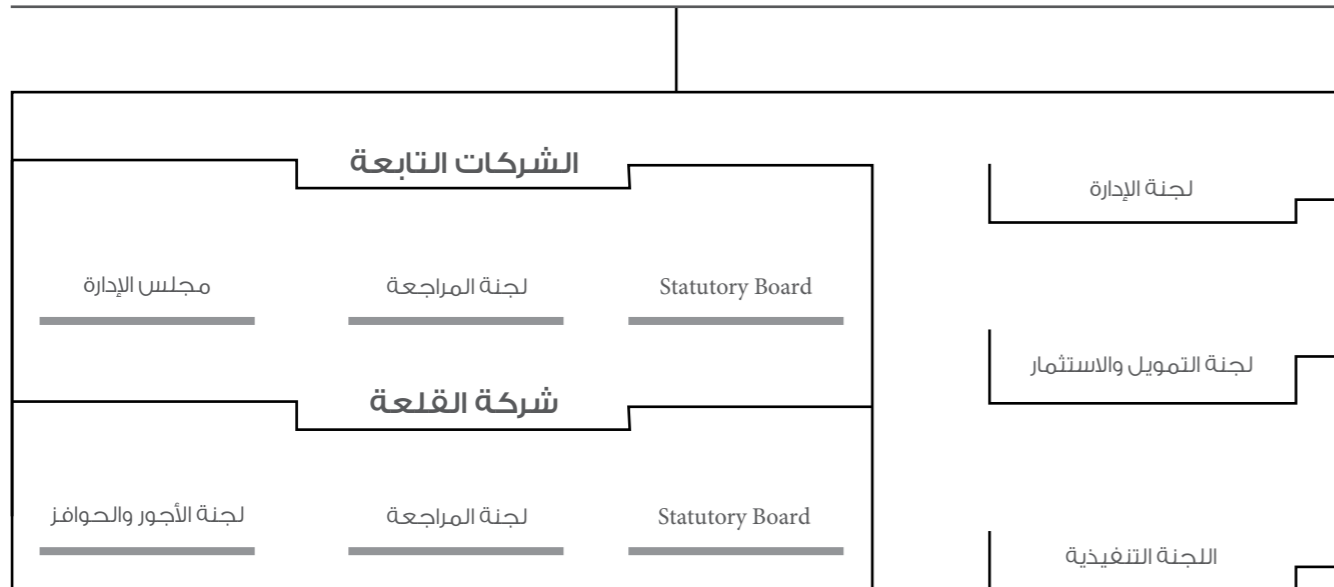 الشركات التابعة
Statutory Board
لجنة المراجعة
مجلس الإدارة
شركة القلعة
Statutory Board
لجنة المراجعة
لجنة الأجور والحوافز
لجنة الإدارة
لجنة التمويل والاستثمار
اللجنة التنفيذية